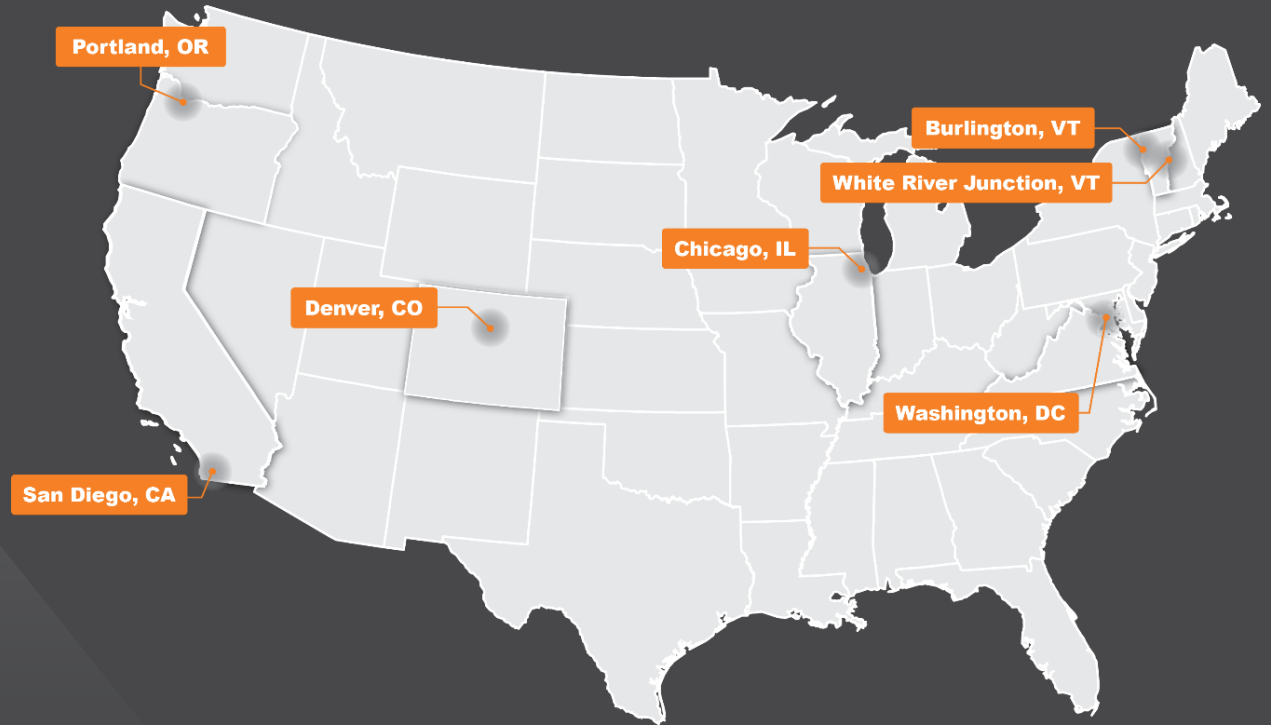 Portland, OR
Burlington, VT
White River Junction, VT
Chicago, IL
Denver, CO
Washington, DC
San Diego, CA